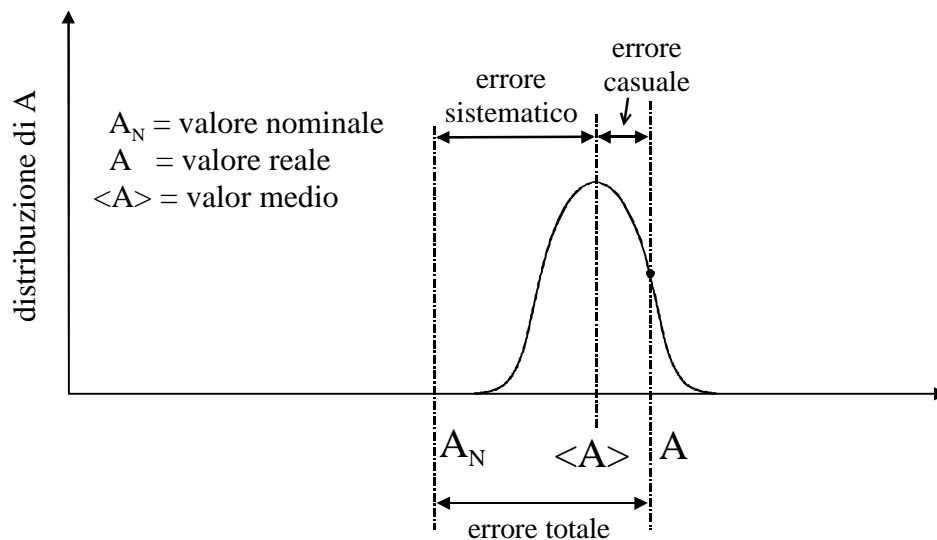 distribuzione di A
A_N = valore nominale
A = valore reale
<A> = valor medio
errore
sistematico
errore
casuale
A_N
<A>
A
errore totale